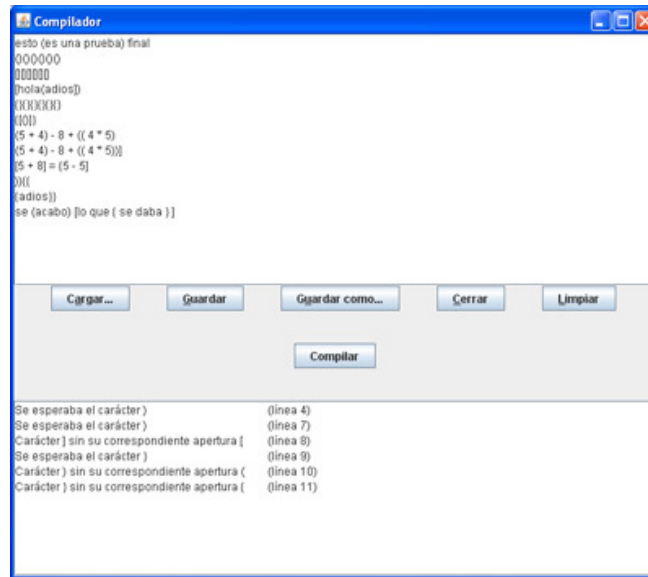 Compilador
esto (es una prueba) final
()()()()()()
[][][][][][]
[hola(adios])
(5 + 4) - 8 + (( 4 * 5)
(5 + 4) - 8 + (( 4 * 5))]
[5 + 8] = (5 - 5]
))((
(adios))
se (acabo) [lo que ( se daba ) ]
Cargar...
Guardar
Guardar como...
Cerrar
Limpiar
Compilar
Se esperaba el carácter ) (línea 4)
Se esperaba el carácter ) (línea 7)
Carácter ] sin su correspondiente apertura [ (línea 8)
Se esperaba el carácter ) (línea 9)
Carácter ) sin su correspondiente apertura ( (línea 10)
Carácter ) sin su correspondiente apertura ( (línea 11)